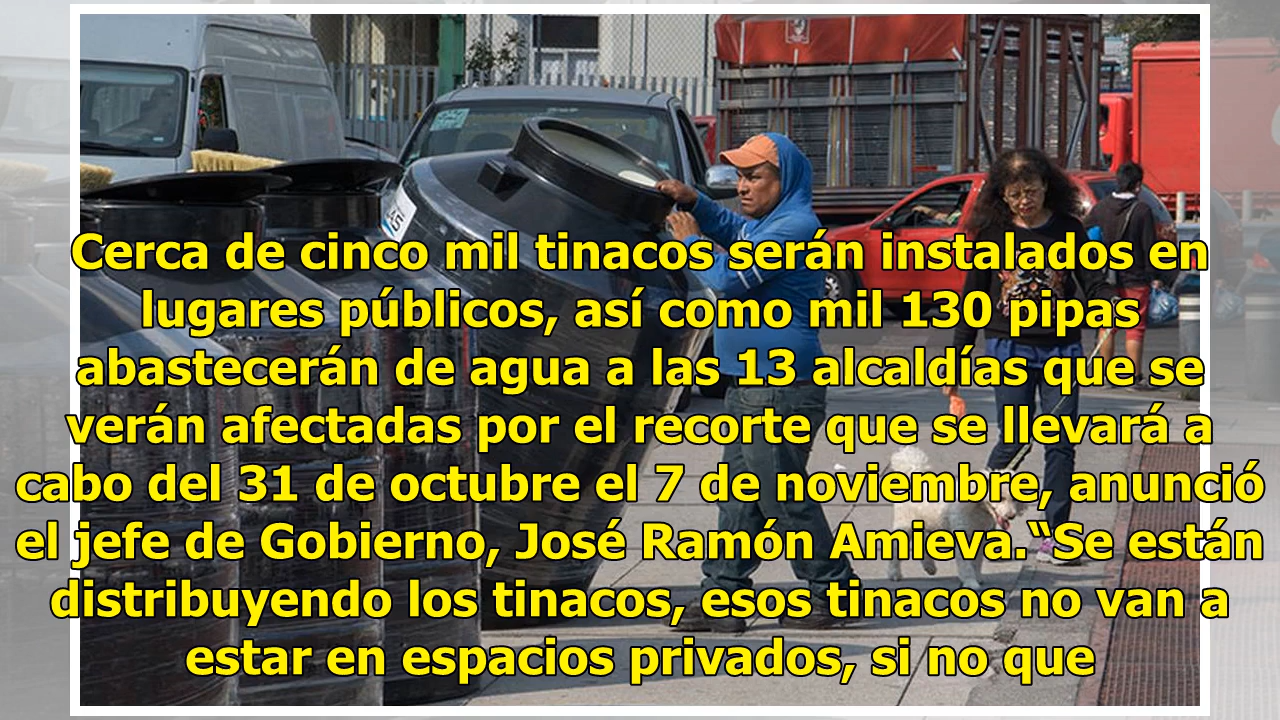 Cerca de cinco mil tinacos serán instalados en
lugares públicos, así como mil 130 pipas
abastecerán de agua a las 13 alcaldías que se
verán afectadas por el recorte que se llevará a
cabo del 31 de octubre el 7 de noviembre, anunció
el jefe de Gobierno, José Ramón Amieva.“Se están
distribuyendo los tinacos, esos tinacos no van a
estar en espacios privados, si no que